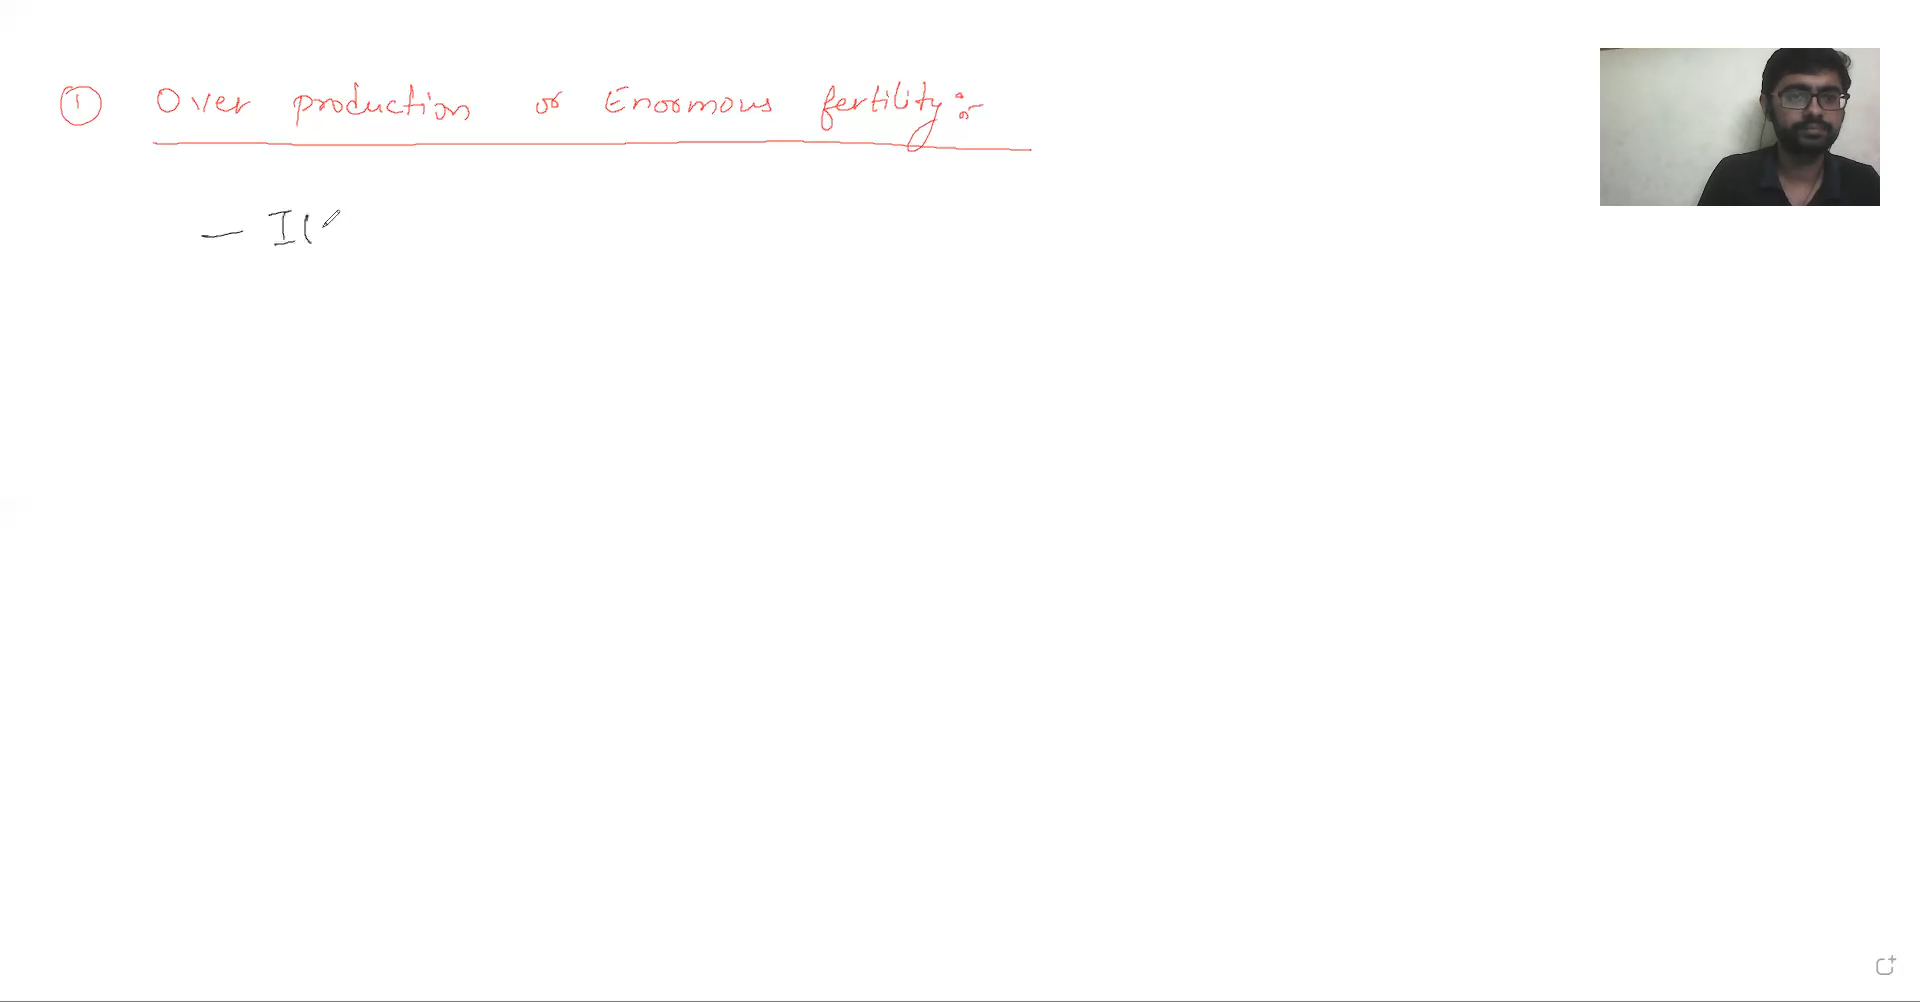 ① Over production or Enormous fertility:-
— I